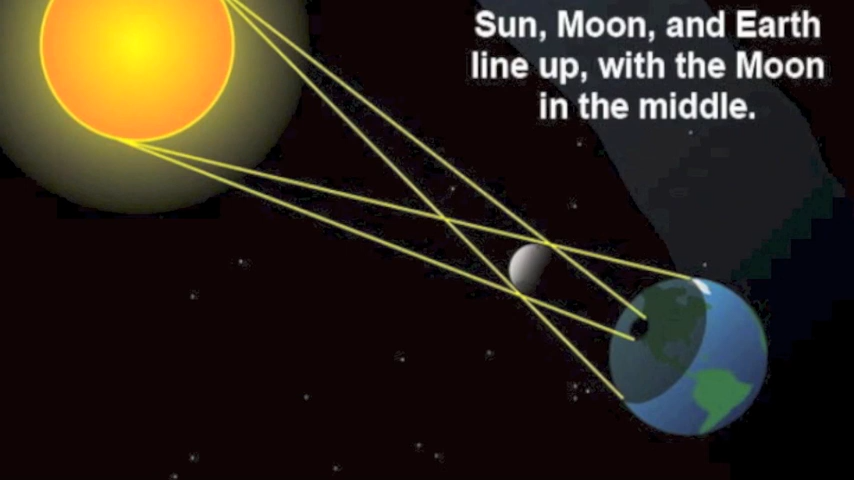 Sun, Moon, and Earth
line up, with the Moon
in the middle.